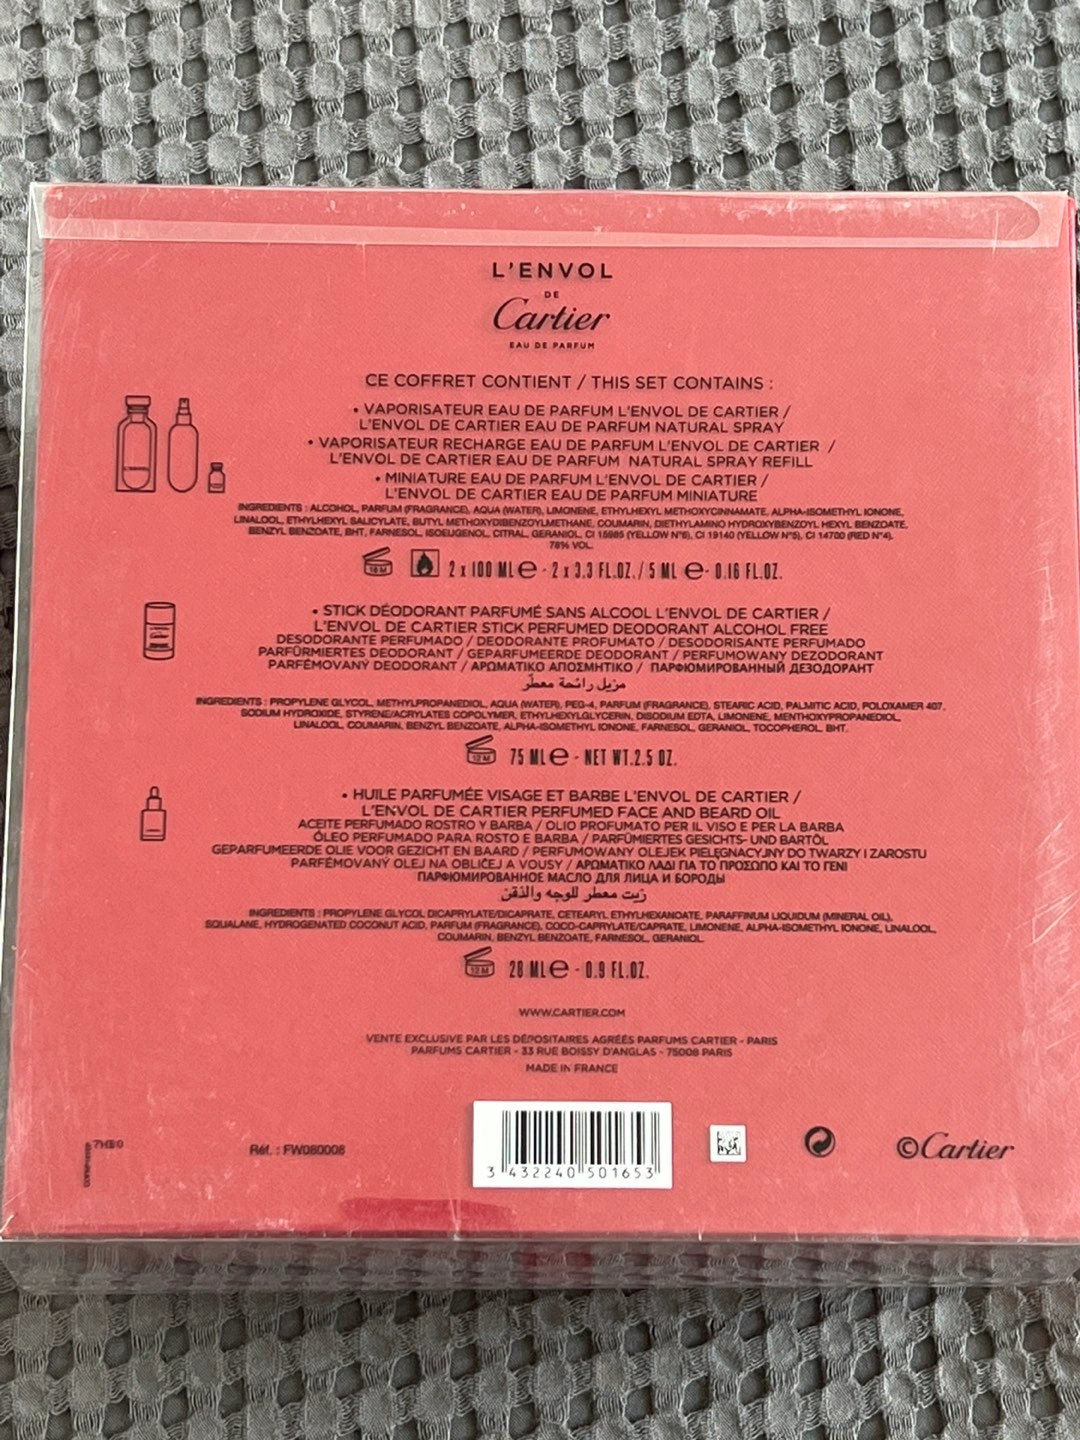 L'ENVOL
DE
Cartier
EAU DE PARFUM
CE COFFRET CONTIENT / THIS SET CONTAINS :
• VAPORISATEUR EAU DE PARFUM L'ENVOL DE CARTIER /
L'ENVOL DE CARTIER EAU DE PARFUM NATURAL SPRAY
• VAPORISATEUR RECHARGE EAU DE PARFUM L'ENVOL DE CARTIER /
L'ENVOL DE CARTIER EAU DE PARFUM NATURAL SPRAY REFILL
• MINIATURE EAU DE PARFUM L'ENVOL DE CARTIER /
L'ENVOL DE CARTIER EAU DE PARFUM MINIATURE
INGREDIENTS : ALCOHOL, PARFUM (FRAGRANCE), AQUA (WATER), LIMONENE, ETHYLHEXYL METHOXYCINNAMATE, ALPHA-ISOMETHYL IONONE,
LINALOOL, ETHYLHEXYL SALICYLATE, BUTYL METHOXYDIBENZOYLMETHANE, COUMARIN, DIETHYLAMINO HYDROXYBENZOYL HEXYL BENZOATE,
BENZYL BENZOATE, BHT, FARNESOL, ISOEUGENOL, CITRAL, GERANIOL, CI 15985 (YELLOW N°6), CI 19140 (YELLOW N°5), CI 14700 (RED N°4).
78% VOL.
18 M 2 x 100 ML e - 2 x 3.3 FL.OZ. / 5 ML e - 0.16 FL.OZ.
• STICK DÉODORANT PARFUMÉ SANS ALCOOL L'ENVOL DE CARTIER /
L'ENVOL DE CARTIER STICK PERFUMED DEODORANT ALCOHOL FREE
DESODORANTE PERFUMADO / DEODORANTE PROFUMATO / DESODORISANTE PERFUMADO
PARFÜRMIERTES DEODORANT / GEPARFUMEERDE DEODORANT / PERFUMOWANY DEZODORANT
PARFÉMOVANÝ DEODORANT / ΑΡΩΜΑΤΙΚΟ ΑΠΟΣΜΗΤΙΚΟ / ПАРФЮМИРОВАННЫЙ ДЕЗОДОРАНТ
مزيل رائحة معطّر
INGREDIENTS : PROPYLENE GLYCOL, METHYLPROPANEDIOL, AQUA (WATER), PEG-4, PARFUM (FRAGRANCE), STEARIC ACID, PALMITIC ACID, POLOXAMER 407,
SODIUM HYDROXIDE, STYRENE/ACRYLATES COPOLYMER, ETHYLHEXYLGLYCERIN, DISODIUM EDTA, LIMONENE, MENTHOXYPROPANEDIOL,
LINALOOL, COUMARIN, BENZYL BENZOATE, ALPHA-ISOMETHYL IONONE, FARNESOL, GERANIOL, TOCOPHEROL, BHT.
12 M 75 ML e - NET WT.2.5 OZ.
• HUILE PARFUMÉE VISAGE ET BARBE L'ENVOL DE CARTIER /
L'ENVOL DE CARTIER PERFUMED FACE AND BEARD OIL
ACEITE PERFUMADO ROSTRO Y BARBA / OLIO PROFUMATO PER IL VISO E PER LA BARBA
ÓLEO PERFUMADO PARA ROSTO E BARBA / PARFÜMIERTES GESICHTS- UND BARTÖL
GEPARFUMEERDE OLIE VOOR GEZICHT EN BAARD / PERFUMOWANY OLEJEK PIELĘGNACYJNY DO TWARZY I ZAROSTU
PARFÉMOVANÝ OLEJ NA OBLIČEJ A VOUSY / ΑΡΩΜΑΤΙΚΟ ΛΑΔΙ ΓΙΑ ΤΟ ΠΡΟΣΩΠΟ ΚΑΙ ΤΟ ΓΕΝΙ
ПАРФЮМИРОВАННОЕ МАСЛО ДЛЯ ЛИЦА И БОРОДЫ
زيت معطر للوجه والذقن
INGREDIENTS : PROPYLENE GLYCOL DICAPRYLATE/DICAPRATE, CETEARYL ETHYLHEXANOATE, PARAFFINUM LIQUIDUM (MINERAL OIL),
SQUALANE, HYDROGENATED COCONUT ACID, PARFUM (FRAGRANCE), COCO-CAPRYLATE/CAPRATE, LIMONENE, ALPHA-ISOMETHYL IONONE, LINALOOL,
COUMARIN, BENZYL BENZOATE, FARNESOL, GERANIOL.
12 M 28 ML e - 0.9 FL.OZ.
WWW.CARTIER.COM
VENTE EXCLUSIVE PAR LES DÉPOSITAIRES AGRÉÉS PARFUMS CARTIER - PARIS
PARFUMS CARTIER - 33 RUE BOISSY D'ANGLAS - 75008 PARIS
MADE IN FRANCE
Réf. : FW080008
3 432240 501653
©Cartier